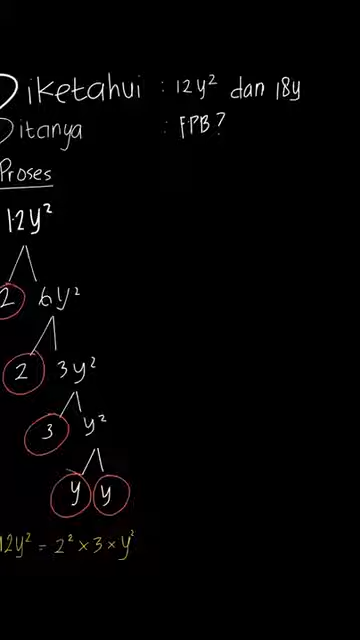 Diketahui : 12y² dan 18y
Ditanya : FPB?
Proses
12y²
2 6y²
2 3y²
3 y²
y y
12y² = 2² × 3 × y²